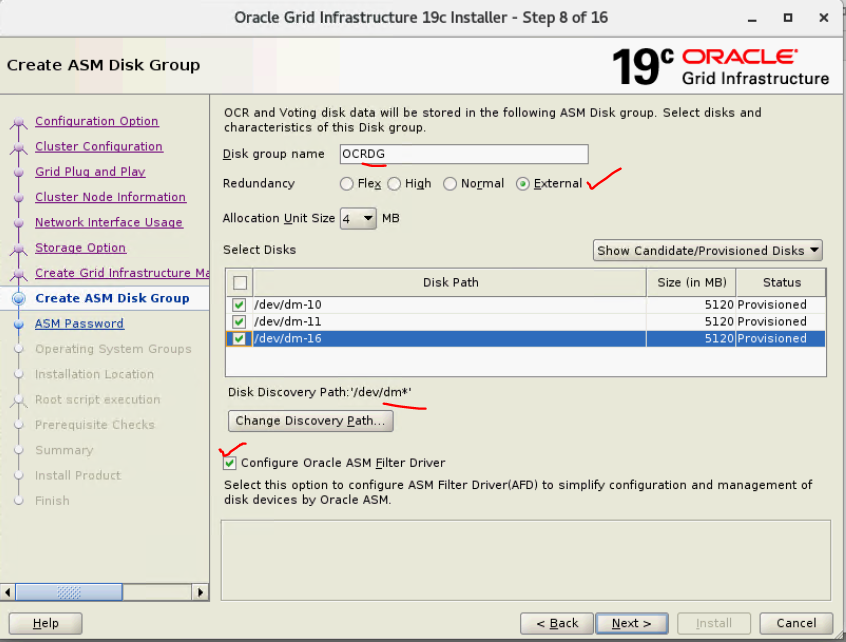 Oracle Grid Infrastructure 19c Installer - Step 8 of 16
Create ASM Disk Group
19c ORACLE
Grid Infrastructure
Configuration Option
Cluster Configuration
Grid Plug and Play
Cluster Node Information
Network Interface Usage
Storage Option
Create Grid Infrastructure Ma
Create ASM Disk Group
ASM Password
Operating System Groups
Installation Location
Root script execution
Prerequisite Checks
Summary
Install Product
Finish
OCR and Voting disk data will be stored in the following ASM Disk group. Select disks and
characteristics of this Disk group.
Disk group name OCRDG
Redundancy Flex High Normal External
Allocation Unit Size 4 MB
Select Disks Show Candidate/Provisioned Disks
Disk Path Size (in MB) Status
/dev/dm-10 5120 Provisioned
/dev/dm-11 5120 Provisioned
/dev/dm-16 5120 Provisioned
Disk Discovery Path:'/dev/dm*'
Change Discovery Path...
Configure Oracle ASM Filter Driver
Select this option to configure ASM Filter Driver(AFD) to simplify configuration and management of
disk devices by Oracle ASM.
Help < Back Next > Install Cancel